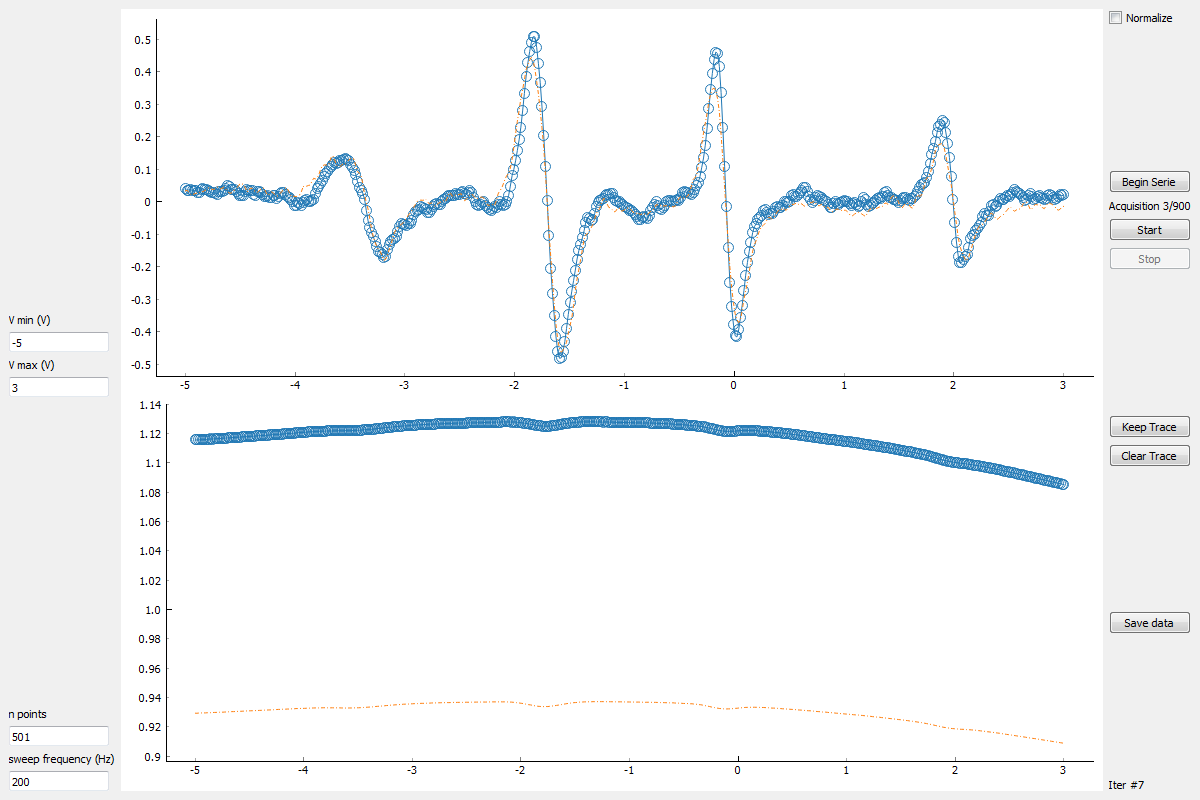 Normalize
0.5
0.4
0.3
0.2
0.1
0
-0.1
-0.2
-0.3
-0.4
-0.5
-5 -4 -3 -2 -1 0 1 2 3
Begin Serie
Acquisition 3/900
Start
Stop
V min (V)
-5
V max (V)
3
1.14
1.12
1.1
1.08
1.06
1.04
1.02
1.0
0.98
0.96
0.94
0.92
0.9
-5 -4 -3 -2 -1 0 1 2 3
Keep Trace
Clear Trace
Save data
n points
501
sweep frequency (Hz)
200
Iter #7